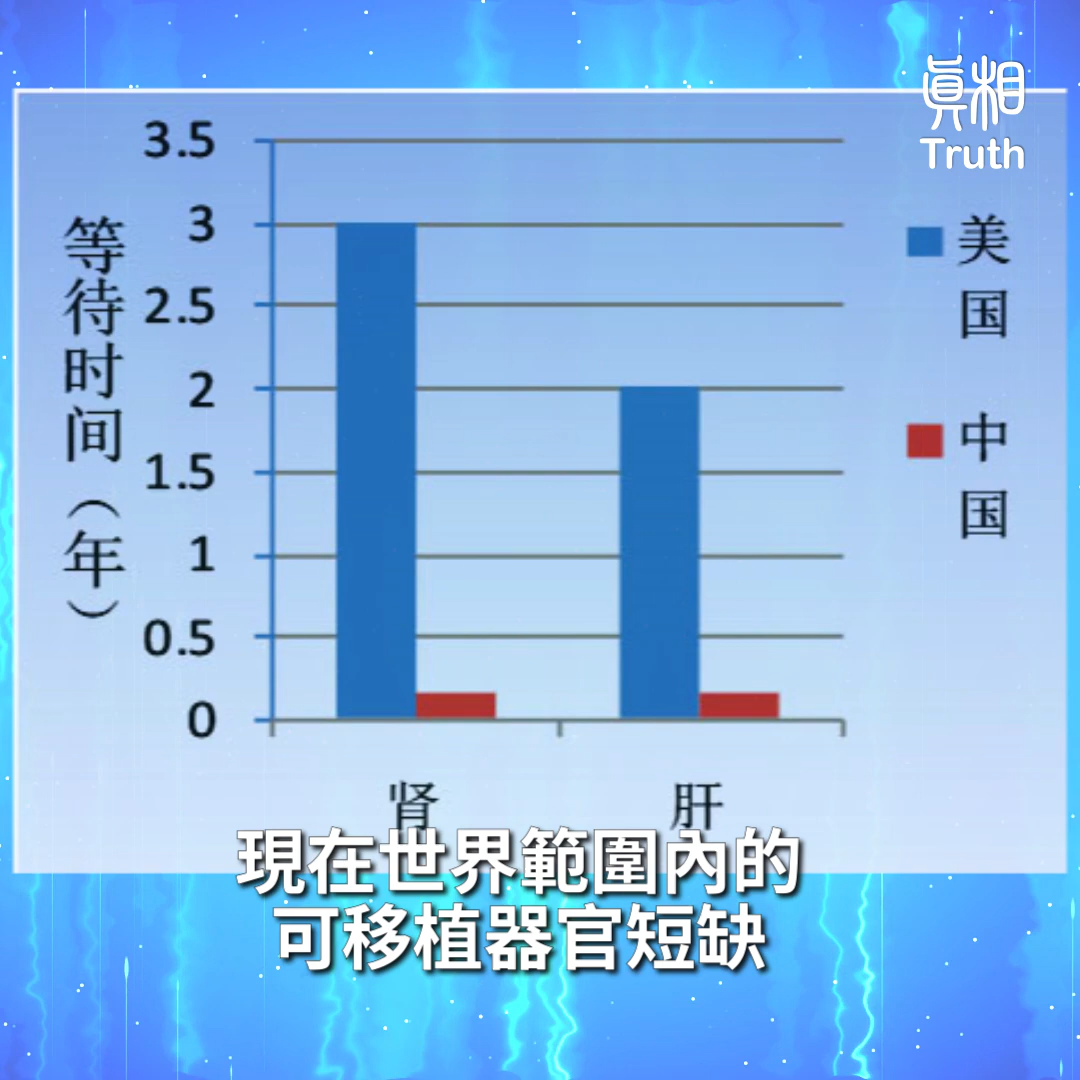 眞相
Truth
3.5
3
2.5
2
1.5
1
0.5
0
等待时间（年）
美国
中国
肾
肝
現在世界範圍內的
可移植器官短缺